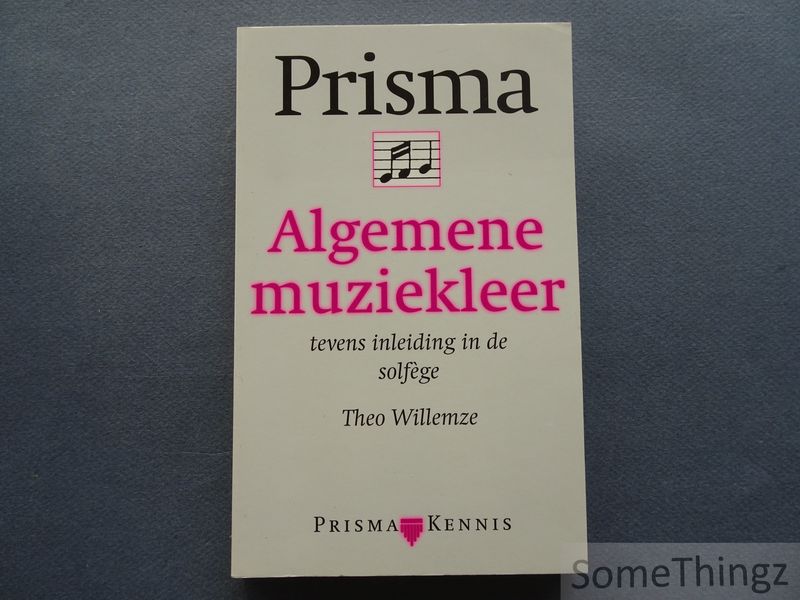 Prisma
Algemene
muziekleer
tevens inleiding in de
solfège
Theo Willemze
PRISMA KENNIS
SomeThingz